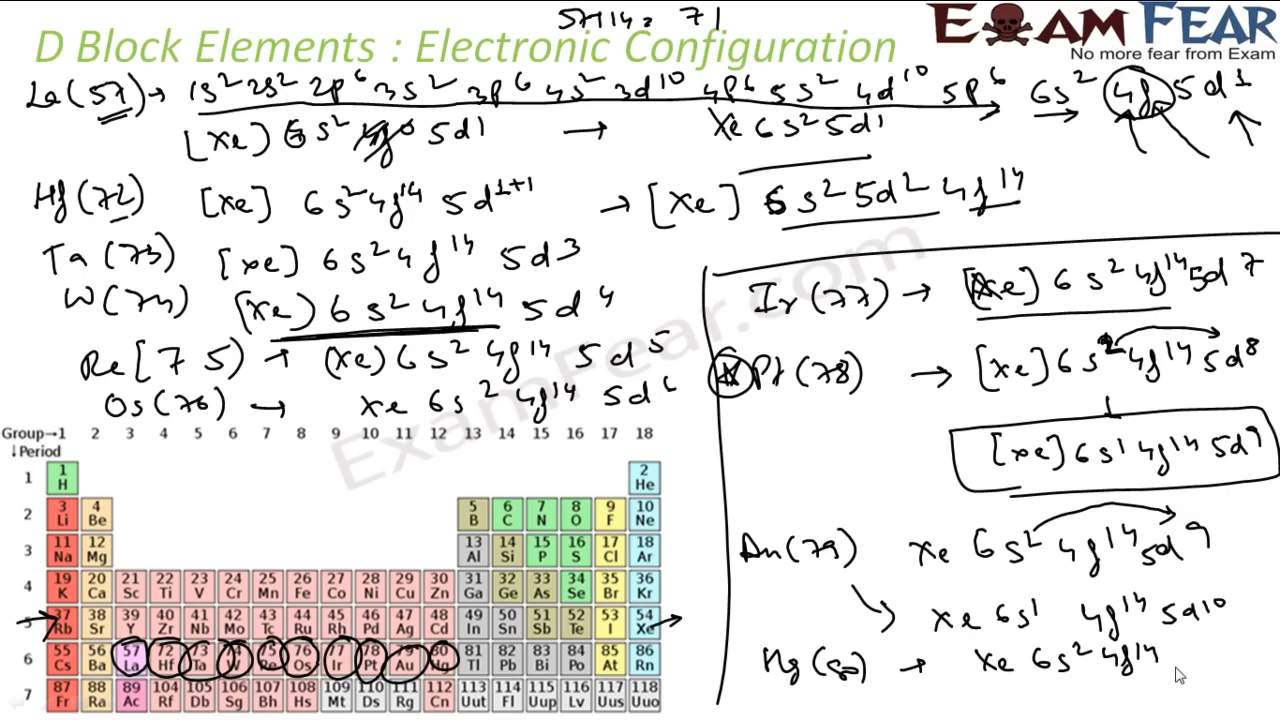 57+14= 71
D Block Elements : Electronic Configuration
EXAM FEAR
No more fear from Exam
La(57) → 1s² 2s² 2p⁶ 3s² 3p⁶ 4s² 3d¹⁰ 4p⁶ 5s² 4d¹⁰ 5p⁶ 6s² 4f 5d¹
[Xe] 6s² 5d1 → Xe 6s² 5d1
Hf(72) [Xe] 6s² 4f¹⁴ 5d¹⁺¹ → [Xe] 6s² 5d² 4f¹⁴
Ta(73) [Xe] 6s² 4f¹⁴ 5d3
W(74) [Xe) 6s² 4f¹⁴ 5d⁴
Re[75) → (Xe) 6s² 4f¹⁴ 5d⁵
Os(76) → Xe 6s² 4f¹⁴ 5d⁶
Ir(77) → [Xe] 6s² 4f¹⁴ 5d⁷
Pt(78) → [Xe] 6s² 4f¹⁴ 5d⁸
[Xe] 6s¹ 4f¹⁴ 5d⁹
Au(79) Xe 6s² 4f¹⁴ 5d⁹
Xe 6s¹ 4f¹⁴ 5d¹⁰
Hg(80) → Xe 6s² 4f¹⁴
ExamFear.com
Group→1 2 3 4 5 6 7 8 9 10 11 12 13 14 15 16 17 18
↓Period
1 1 2
H He
2 3 4 5 6 7 8 9 10
Li Be B C N O F Ne
3 11 12 13 14 15 16 17 18
Na Mg Al Si P S Cl Ar
4 19 20 21 22 23 24 25 26 27 28 29 30 31 32 33 34 35 36
K Ca Sc Ti V Cr Mn Fe Co Ni Cu Zn Ga Ge As Se Br Kr
5 37 38 39 40 41 42 43 44 45 46 47 48 49 50 51 52 53 54
Rb Sr Y Zr Nb Mo Tc Ru Rh Pd Ag Cd In Sn Sb Te I Xe
6 55 56 57 72 73 74 75 76 77 78 79 80 81 82 83 84 85 86
Cs Ba La Hf Ta W Re Os Ir Pt Au Hg Tl Pb Bi Po At Rn
7 87 88 89 104 105 106 107 108 109 110 111 112 113 114 115 116 117 118
Fr Ra Ac Rf Db Sg Bh Hs Mt Ds Rg Cn Uut Fl Uup Lv Uus Uuo